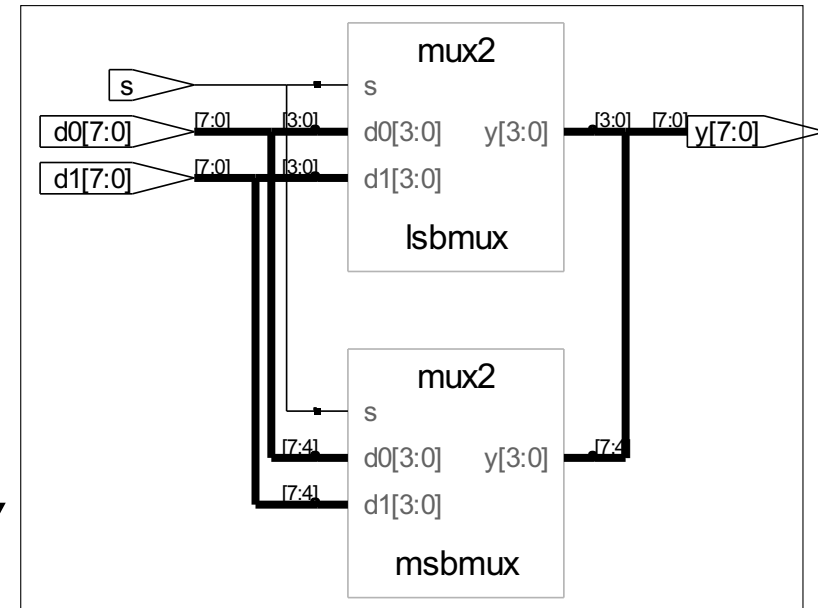 mux2
s
s
[7:0]
[3:0]
[3:0]
[7:0]
d0[7:0]
d0[3:0]
y[3:0]
y[7:0]
[7:0]
[3:0]
d1[7:0]
d1[3:0]
lsbmux
mux2
s
[7:4]
[7:4]
d0[3:0]
y[3:0]
[7:4]
d1[3:0]
msbmux